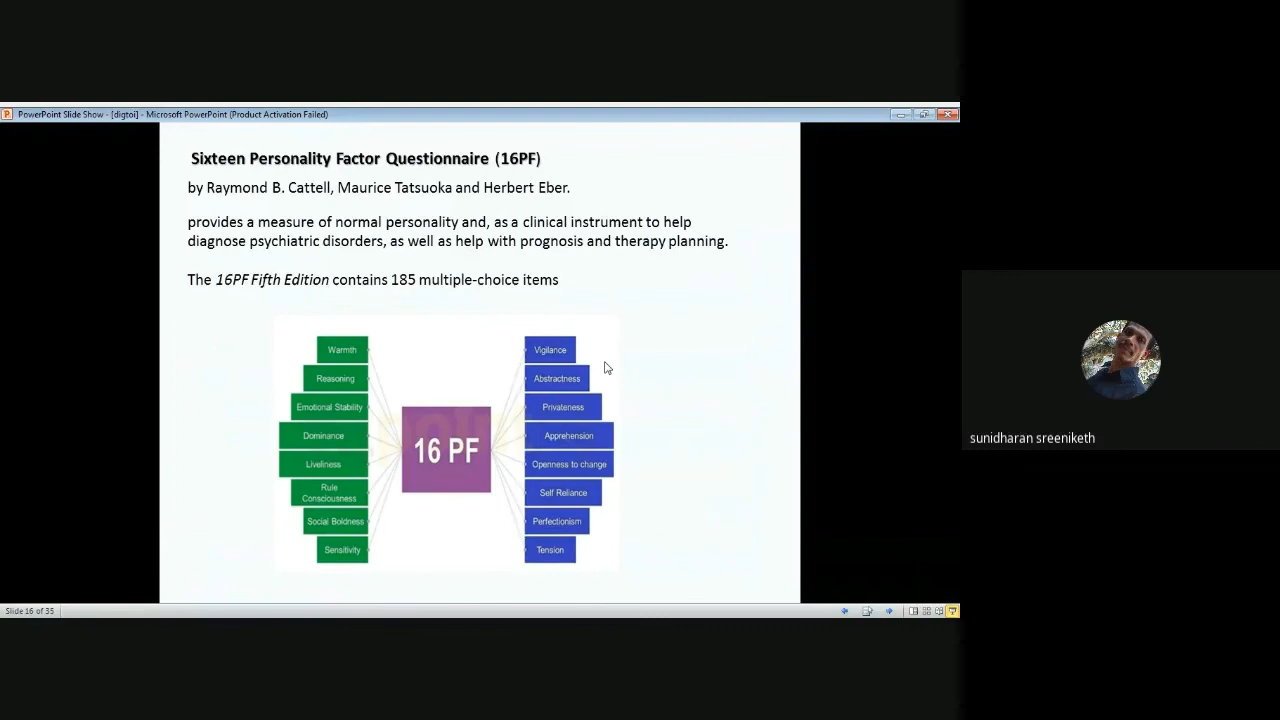 PowerPoint Slide Show - [digtoi] - Microsoft PowerPoint (Product Activation Failed)
Sixteen Personality Factor Questionnaire (16PF)
by Raymond B. Cattell, Maurice Tatsuoka and Herbert Eber.
provides a measure of normal personality and, as a clinical instrument to help
diagnose psychiatric disorders, as well as help with prognosis and therapy planning.
The 16PF Fifth Edition contains 185 multiple-choice items
Warmth
Reasoning
Emotional Stability
Dominance
Liveliness
Rule
Consciousness
Social Boldness
Sensitivity
16 PF
Vigilance
Abstractness
Privateness
Apprehension
Openness to change
Self Reliance
Perfectionism
Tension
sunidharan sreeniketh
Slide 16 of 35